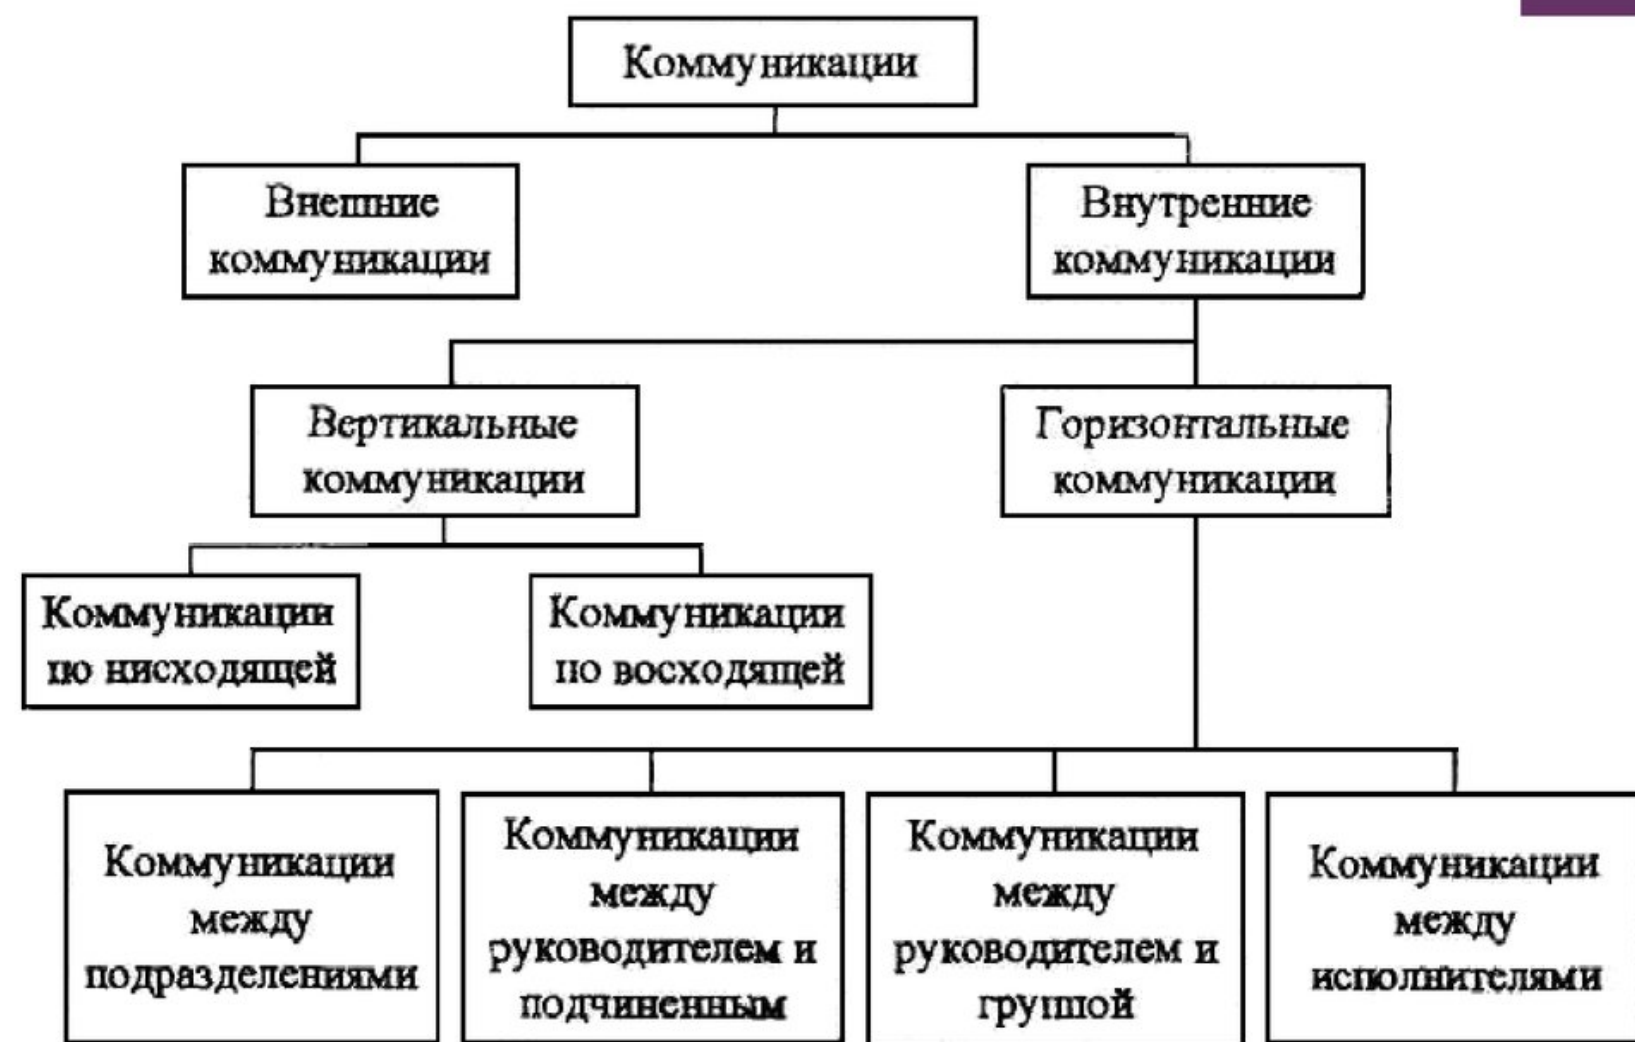 Коммуникации
Внешние
коммуникации
Внутренние
коммуникации
Вертикальные
коммуникации
Горизонтальные
коммуникации
Коммуникации
по нисходящей
Коммуникации
по восходящей
Коммуникации
между
подразделениями
Коммуникации
между
руководителем и
подчиненным
Коммуникации
между
руководителем и
группой
Коммуникации
между
исполнителями